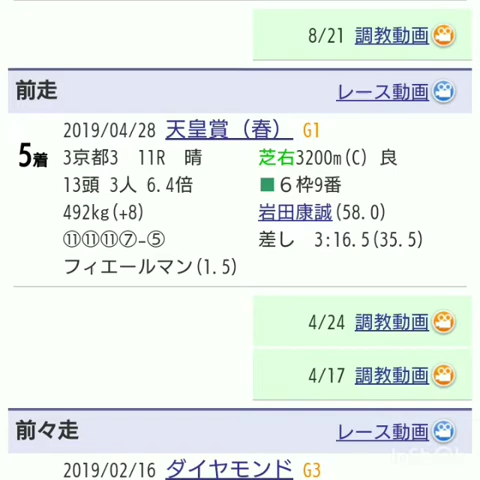 8/21 調教動画
前走 レース動画
2019/04/28 天皇賞（春） G1
5着 3京都3 11R 晴 芝右3200m(C) 良
13頭 3人 6.4倍 ■6枠9番
492kg(+8) 岩田康誠(58.0)
⑪⑪⑪⑦-⑤ 差し 3:16.5(35.5)
フィエールマン(1.5)
4/24 調教動画
4/17 調教動画
前々走 レース動画
2019/02/16 ダイヤモンド G3